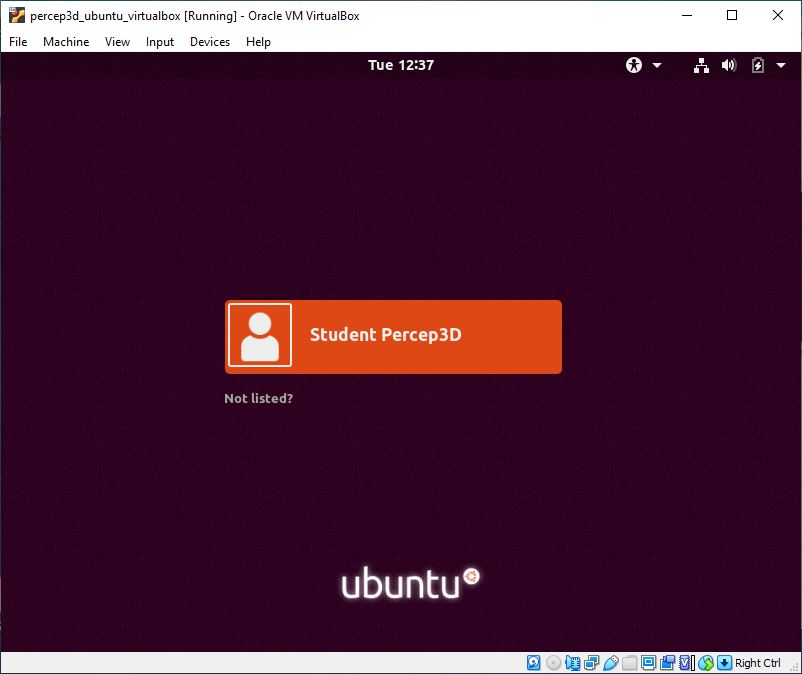 percep3d_ubuntu_virtualbox [Running] - Oracle VM VirtualBox
File Machine View Input Devices Help
Tue 12:37
Student Percep3D
Not listed?
ubuntu
Right Ctrl